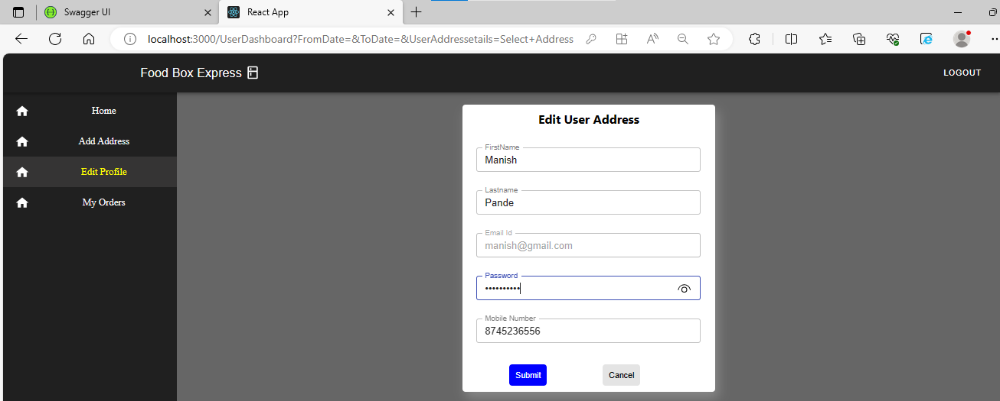 Swagger UI
React App
localhost:3000/UserDashboard?FromDate=&ToDate=&UserAddressetails=Select+Address
Food Box Express
LOGOUT
Home
Add Address
Edit Profile
My Orders
Edit User Address
FirstName
Manish
Lastname
Pande
Email Id
manish@gmail.com
Password
••••••••••
Mobile Number
8745236556
Submit
Cancel